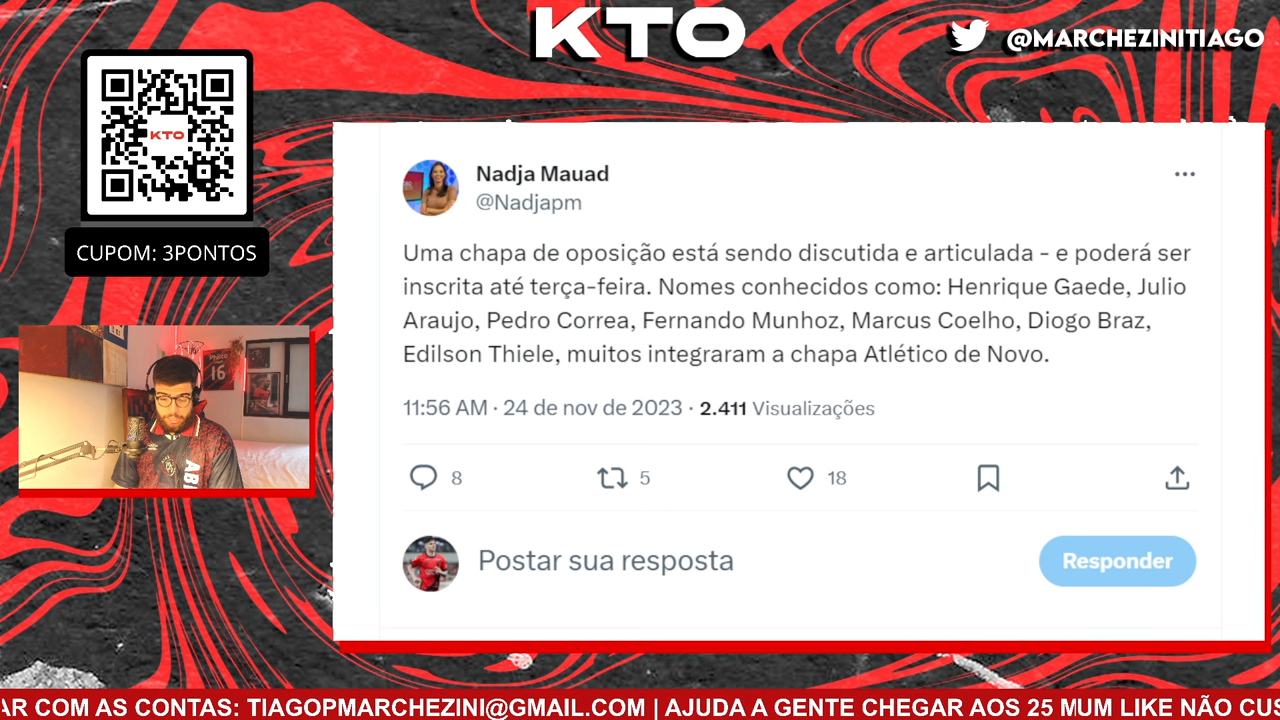 KTO
@MARCHEZINITIAGO
KTO
CUPOM: 3PONTOS
Nadja Mauad
@Nadjapm
Uma chapa de oposição está sendo discutida e articulada - e poderá ser
inscrita até terça-feira. Nomes conhecidos como: Henrique Gaede, Julio
Araujo, Pedro Correa, Fernando Munhoz, Marcus Coelho, Diogo Braz,
Edilson Thiele, muitos integraram a chapa Atlético de Novo.
11:56 AM · 24 de nov de 2023 · 2.411 Visualizações
8
5
18
Postar sua resposta
Responder
16
AR COM AS CONTAS: TIAGOPMARCHEZINI@GMAIL.COM | AJUDA A GENTE CHEGAR AOS 25 MUM LIKE NÃO CUS